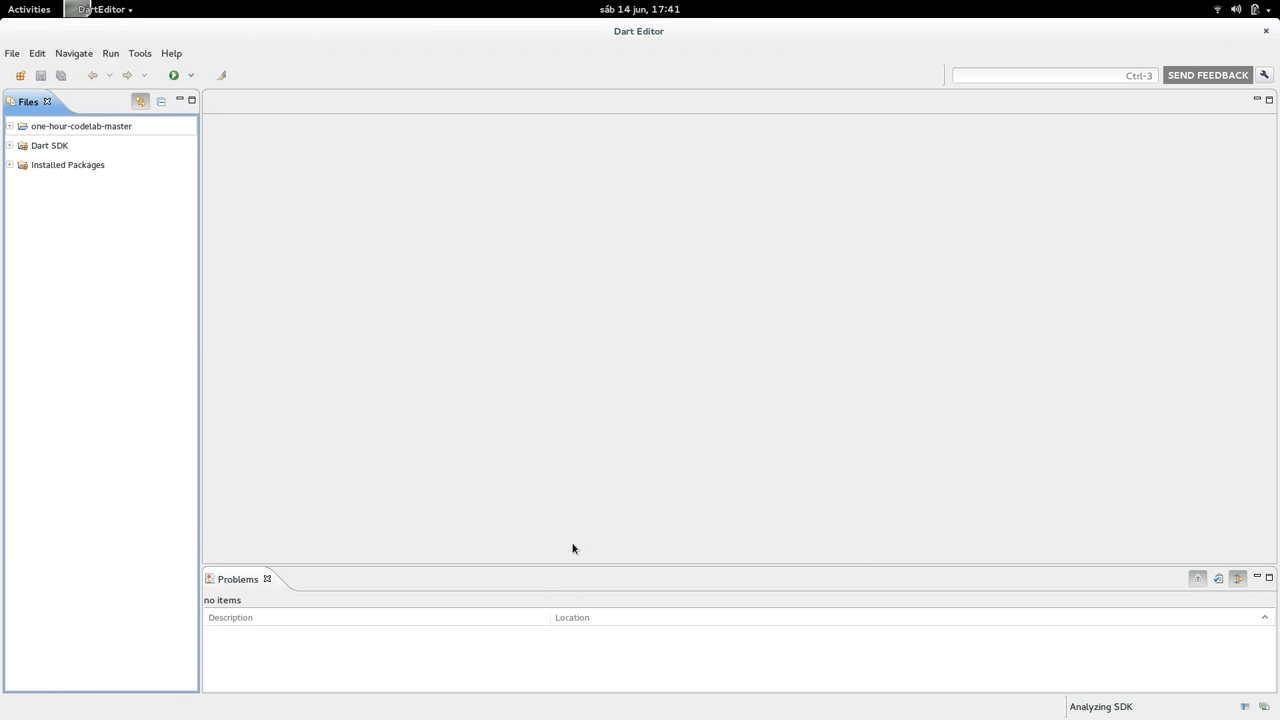 Activities DartEditor sáb 14 jun, 17:41
Dart Editor
File Edit Navigate Run Tools Help
Ctrl-3 SEND FEEDBACK
Files
one-hour-codelab-master
Dart SDK
Installed Packages
Problems
no items
Description Location
Analyzing SDK